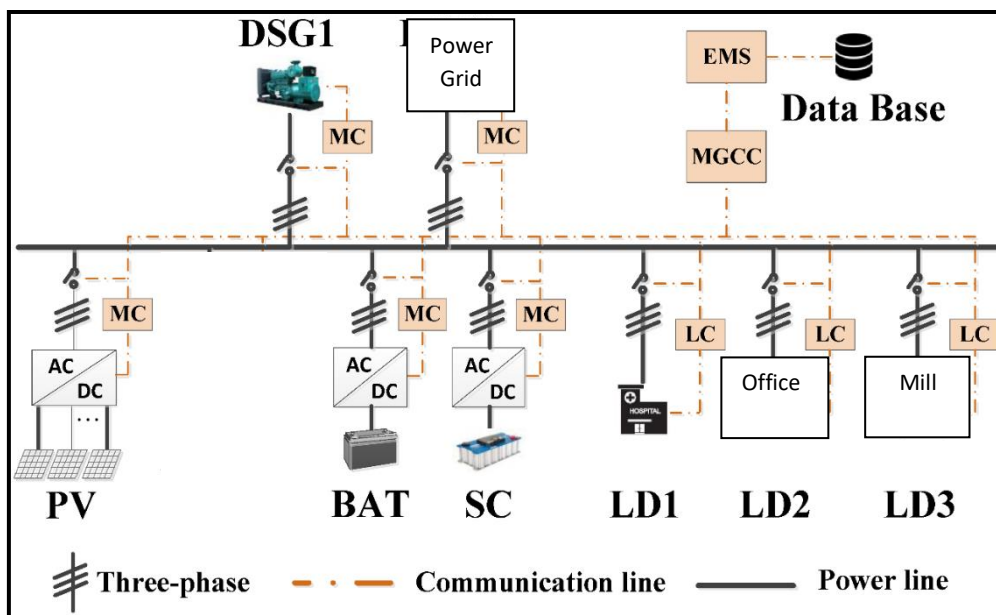 DSG1
Power
Grid
EMS
Data Base
MC
MC
MGCC
MC
MC
MC
LC
LC
LC
AC
DC
AC
DC
AC
DC
HOSPITAL
Office
Mill
PV
BAT
SC
LD1
LD2
LD3
Three-phase
Communication line
Power line